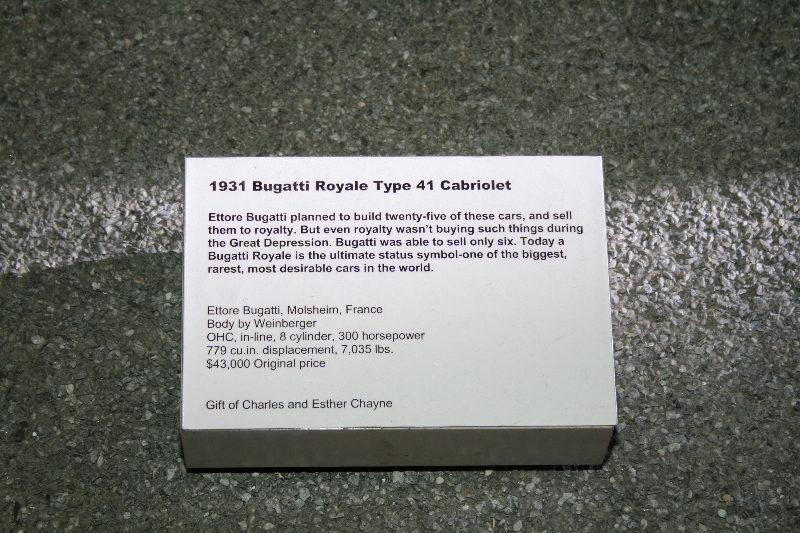 1931 Bugatti Royale Type 41 Cabriolet
Ettore Bugatti planned to build twenty-five of these cars, and sell
them to royalty. But even royalty wasn't buying such things during
the Great Depression. Bugatti was able to sell only six. Today a
Bugatti Royale is the ultimate status symbol-one of the biggest,
rarest, most desirable cars in the world.
Ettore Bugatti, Molsheim, France
Body by Weinberger
OHC, in-line, 8 cylinder, 300 horsepower
779 cu.in. displacement, 7,035 lbs.
$43,000 Original price
Gift of Charles and Esther Chayne